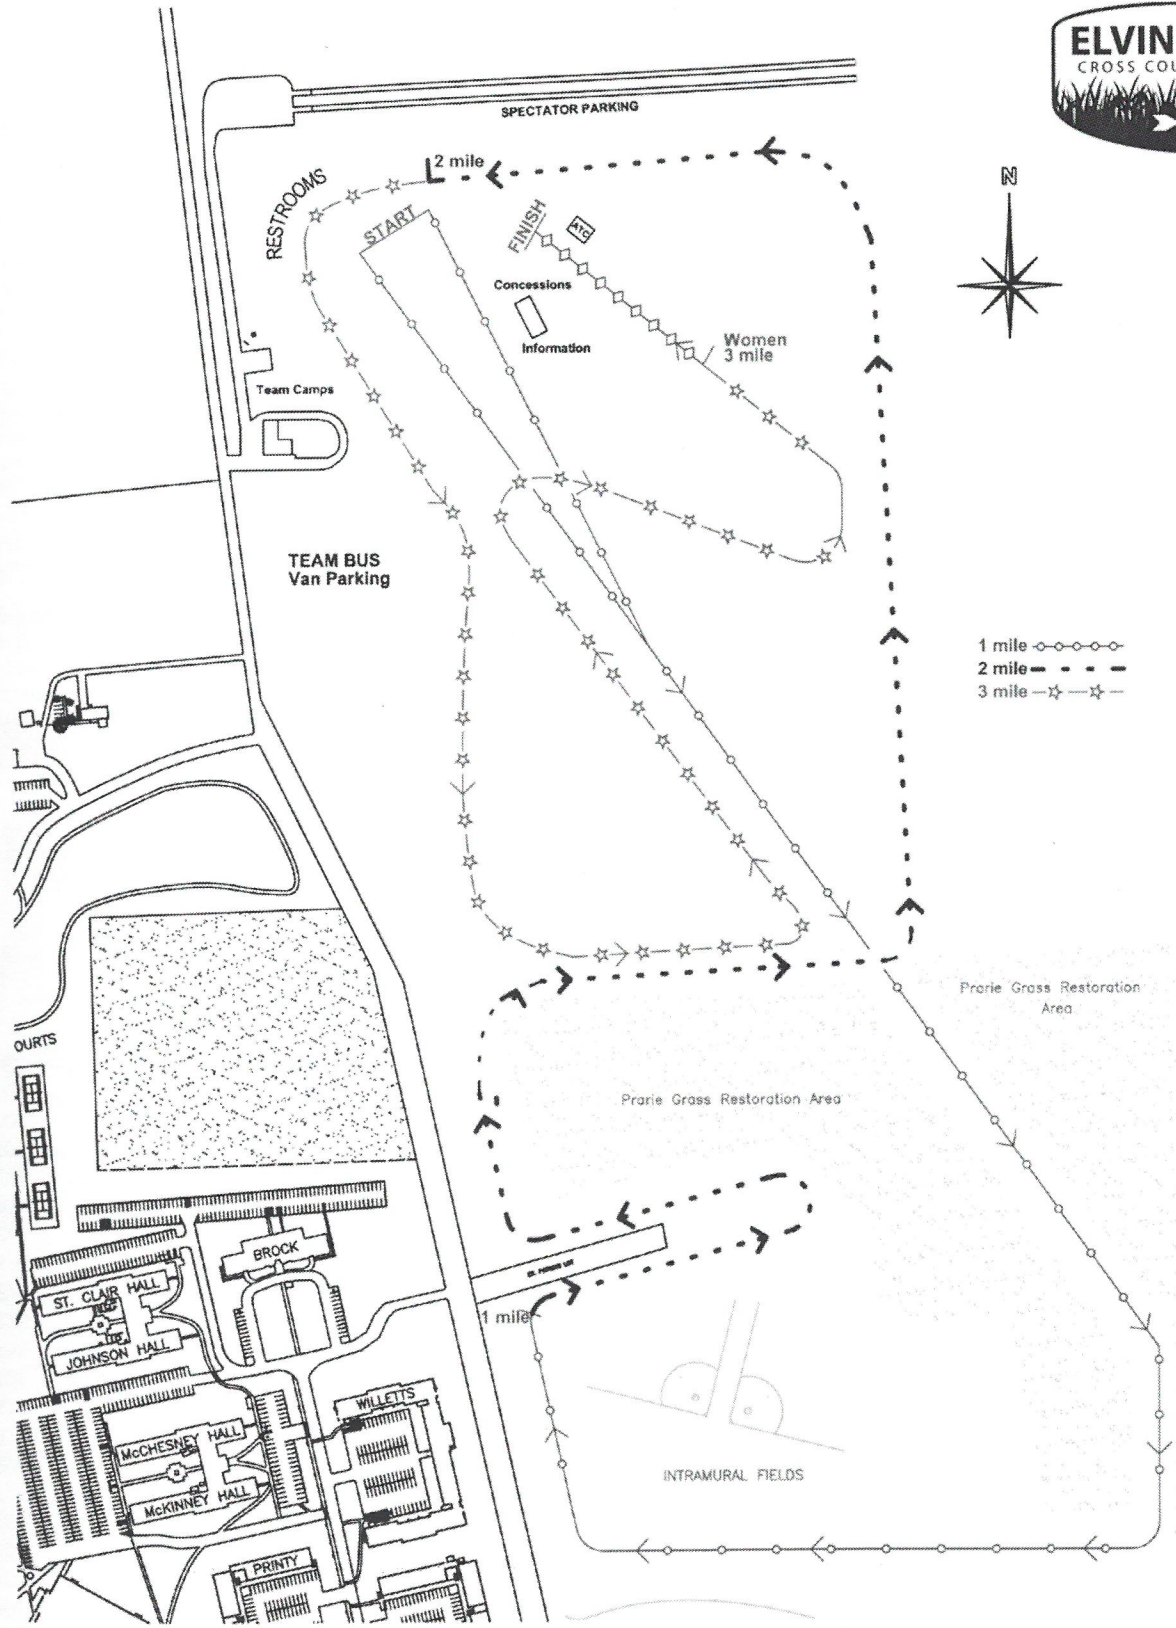 ELVIN
CROSS COU
SPECTATOR PARKING
2 mile
RESTROOMS
START
FINISH
ATC
N
Concessions
Information
Women
3 mile
Team Camps
TEAM BUS
Van Parking
1 mile
2 mile
3 mile
Prarie Grass Restoration
Area
OURTS
Prarie Grass Restoration Area
BROCK
ST. CLAIR HALL
1 mile
JOHNSON HALL
WILLETTS
McCHESNEY HALL
INTRAMURAL FIELDS
McKINNEY HALL
PRINTY